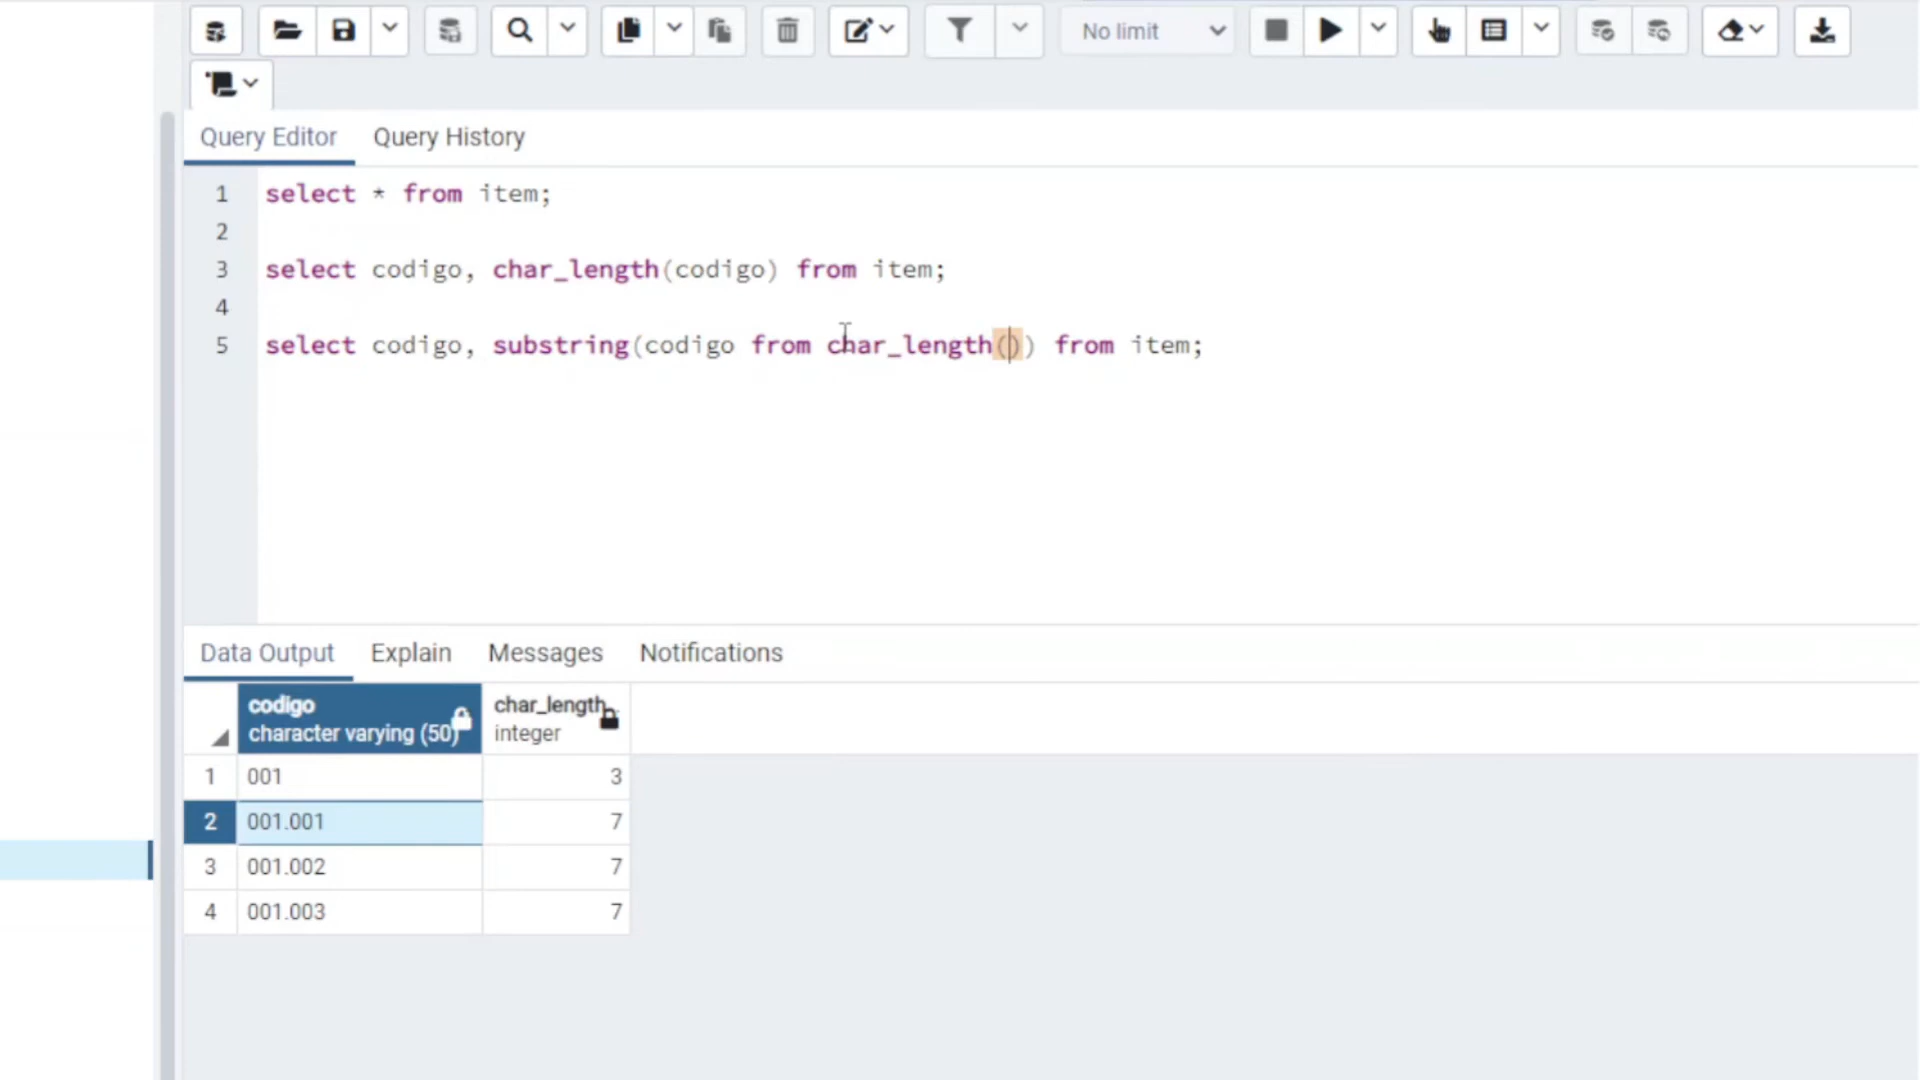 No limit
Query Editor Query History
1 select * from item;
2
3 select codigo, char_length(codigo) from item;
4
5 select codigo, substring(codigo from char_length()) from item;
Data Output Explain Messages Notifications
codigo char_length
character varying (50) integer
1 001 3
2 001.001 7
3 001.002 7
4 001.003 7